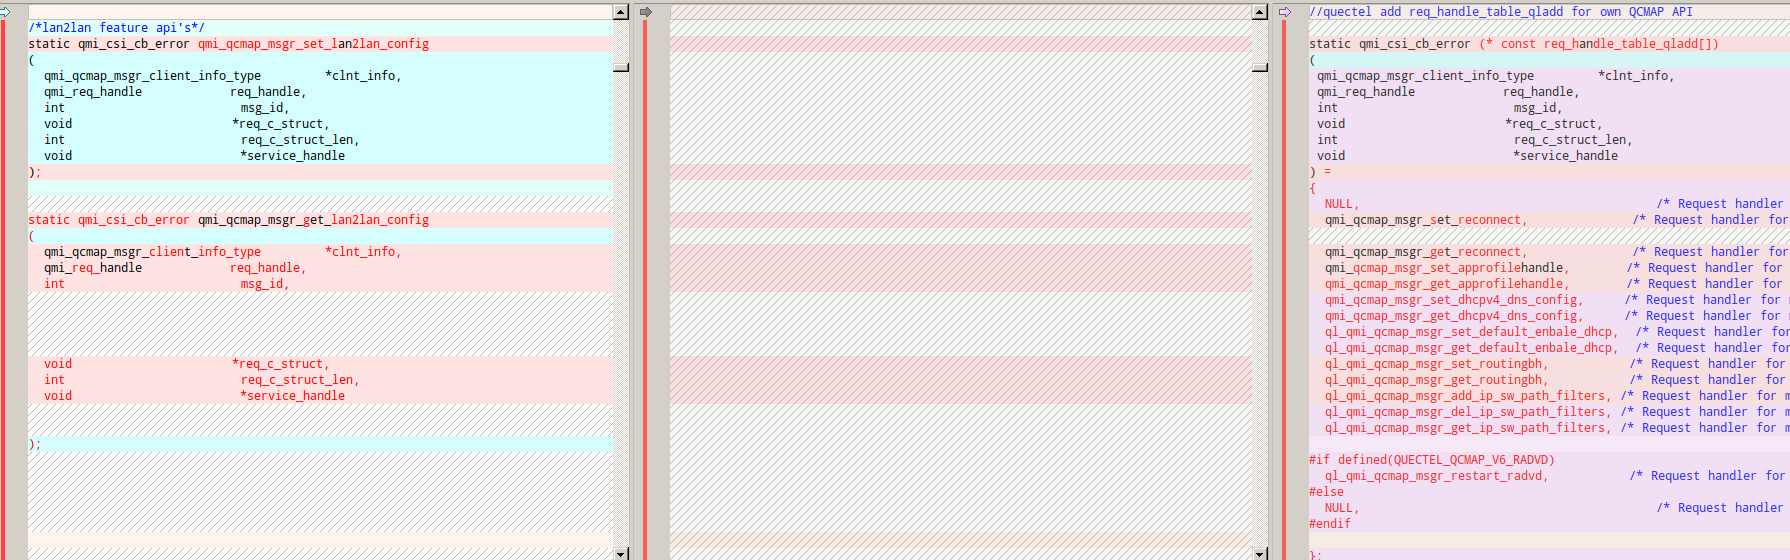 /*lan2lan feature api's*/
static qmi_csi_cb_error qmi_qcmap_msgr_set_lan2lan_config
(
qmi_qcmap_msgr_client_info_type *clnt_info,
qmi_req_handle req_handle,
int msg_id,
void *req_c_struct,
int req_c_struct_len,
void *service_handle
);
static qmi_csi_cb_error qmi_qcmap_msgr_get_lan2lan_config
(
qmi_qcmap_msgr_client_info_type *clnt_info,
qmi_req_handle req_handle,
int msg_id,
void *req_c_struct,
int req_c_struct_len,
void *service_handle
);
//quectel add req_handle_table_qladd for own QCMAP API
static qmi_csi_cb_error (* const req_handle_table_qladd[])
(
qmi_qcmap_msgr_client_info_type *clnt_info,
qmi_req_handle req_handle,
int msg_id,
void *req_c_struct,
int req_c_struct_len,
void *service_handle
) =
{
NULL, /* Request handler
qmi_qcmap_msgr_set_reconnect, /* Request handler for
qmi_qcmap_msgr_get_reconnect, /* Request handler for
qmi_qcmap_msgr_set_approfilehandle, /* Request handler for
qmi_qcmap_msgr_get_approfilehandle, /* Request handler for
qmi_qcmap_msgr_set_dhcpv4_dns_config, /* Request handler for
qmi_qcmap_msgr_get_dhcpv4_dns_config, /* Request handler for
ql_qmi_qcmap_msgr_set_default_enbale_dhcp, /* Request handler for
ql_qmi_qcmap_msgr_get_default_enbale_dhcp, /* Request handler for
ql_qmi_qcmap_msgr_set_routingbh, /* Request handler for
ql_qmi_qcmap_msgr_get_routingbh, /* Request handler for
ql_qmi_qcmap_msgr_add_ip_sw_path_filters, /* Request handler for m
ql_qmi_qcmap_msgr_del_ip_sw_path_filters, /* Request handler for m
ql_qmi_qcmap_msgr_get_ip_sw_path_filters, /* Request handler for m
#if defined(QUECTEL_QCMAP_V6_RADVD)
ql_qmi_qcmap_msgr_restart_radvd, /* Request handler for
#else
NULL, /* Request handler
#endif
};